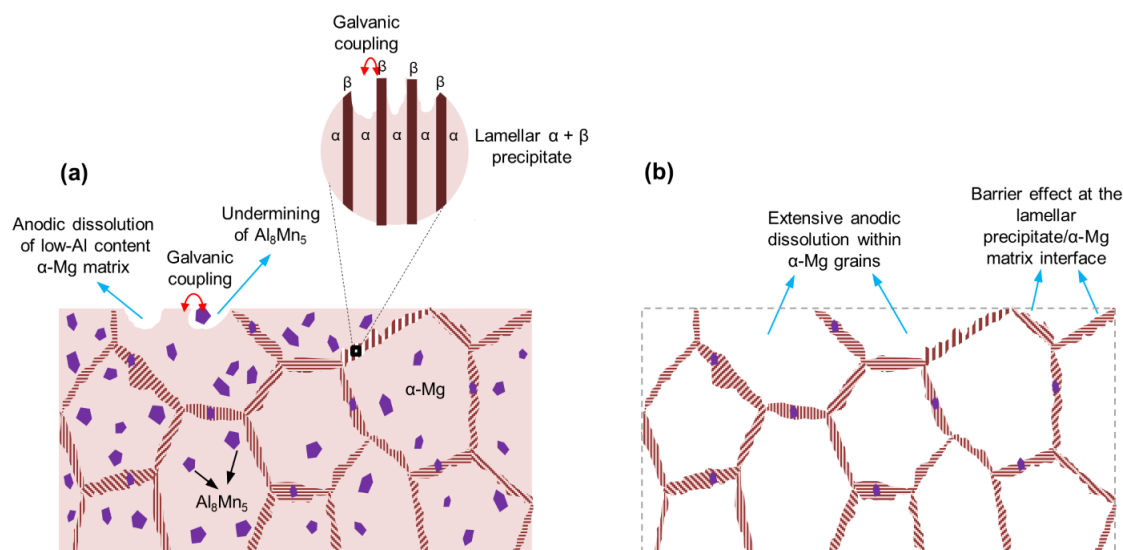 Galvanic
coupling
β β β β
α α α α α
Lamellar α + β
precipitate
(a)
Anodic dissolution
of low-Al content
α-Mg matrix
Undermining
of Al₈Mn₅
Galvanic
coupling
α-Mg
Al₈Mn₅
(b)
Extensive anodic
dissolution within
α-Mg grains
Barrier effect at the
lamellar
precipitate/α-Mg
matrix interface